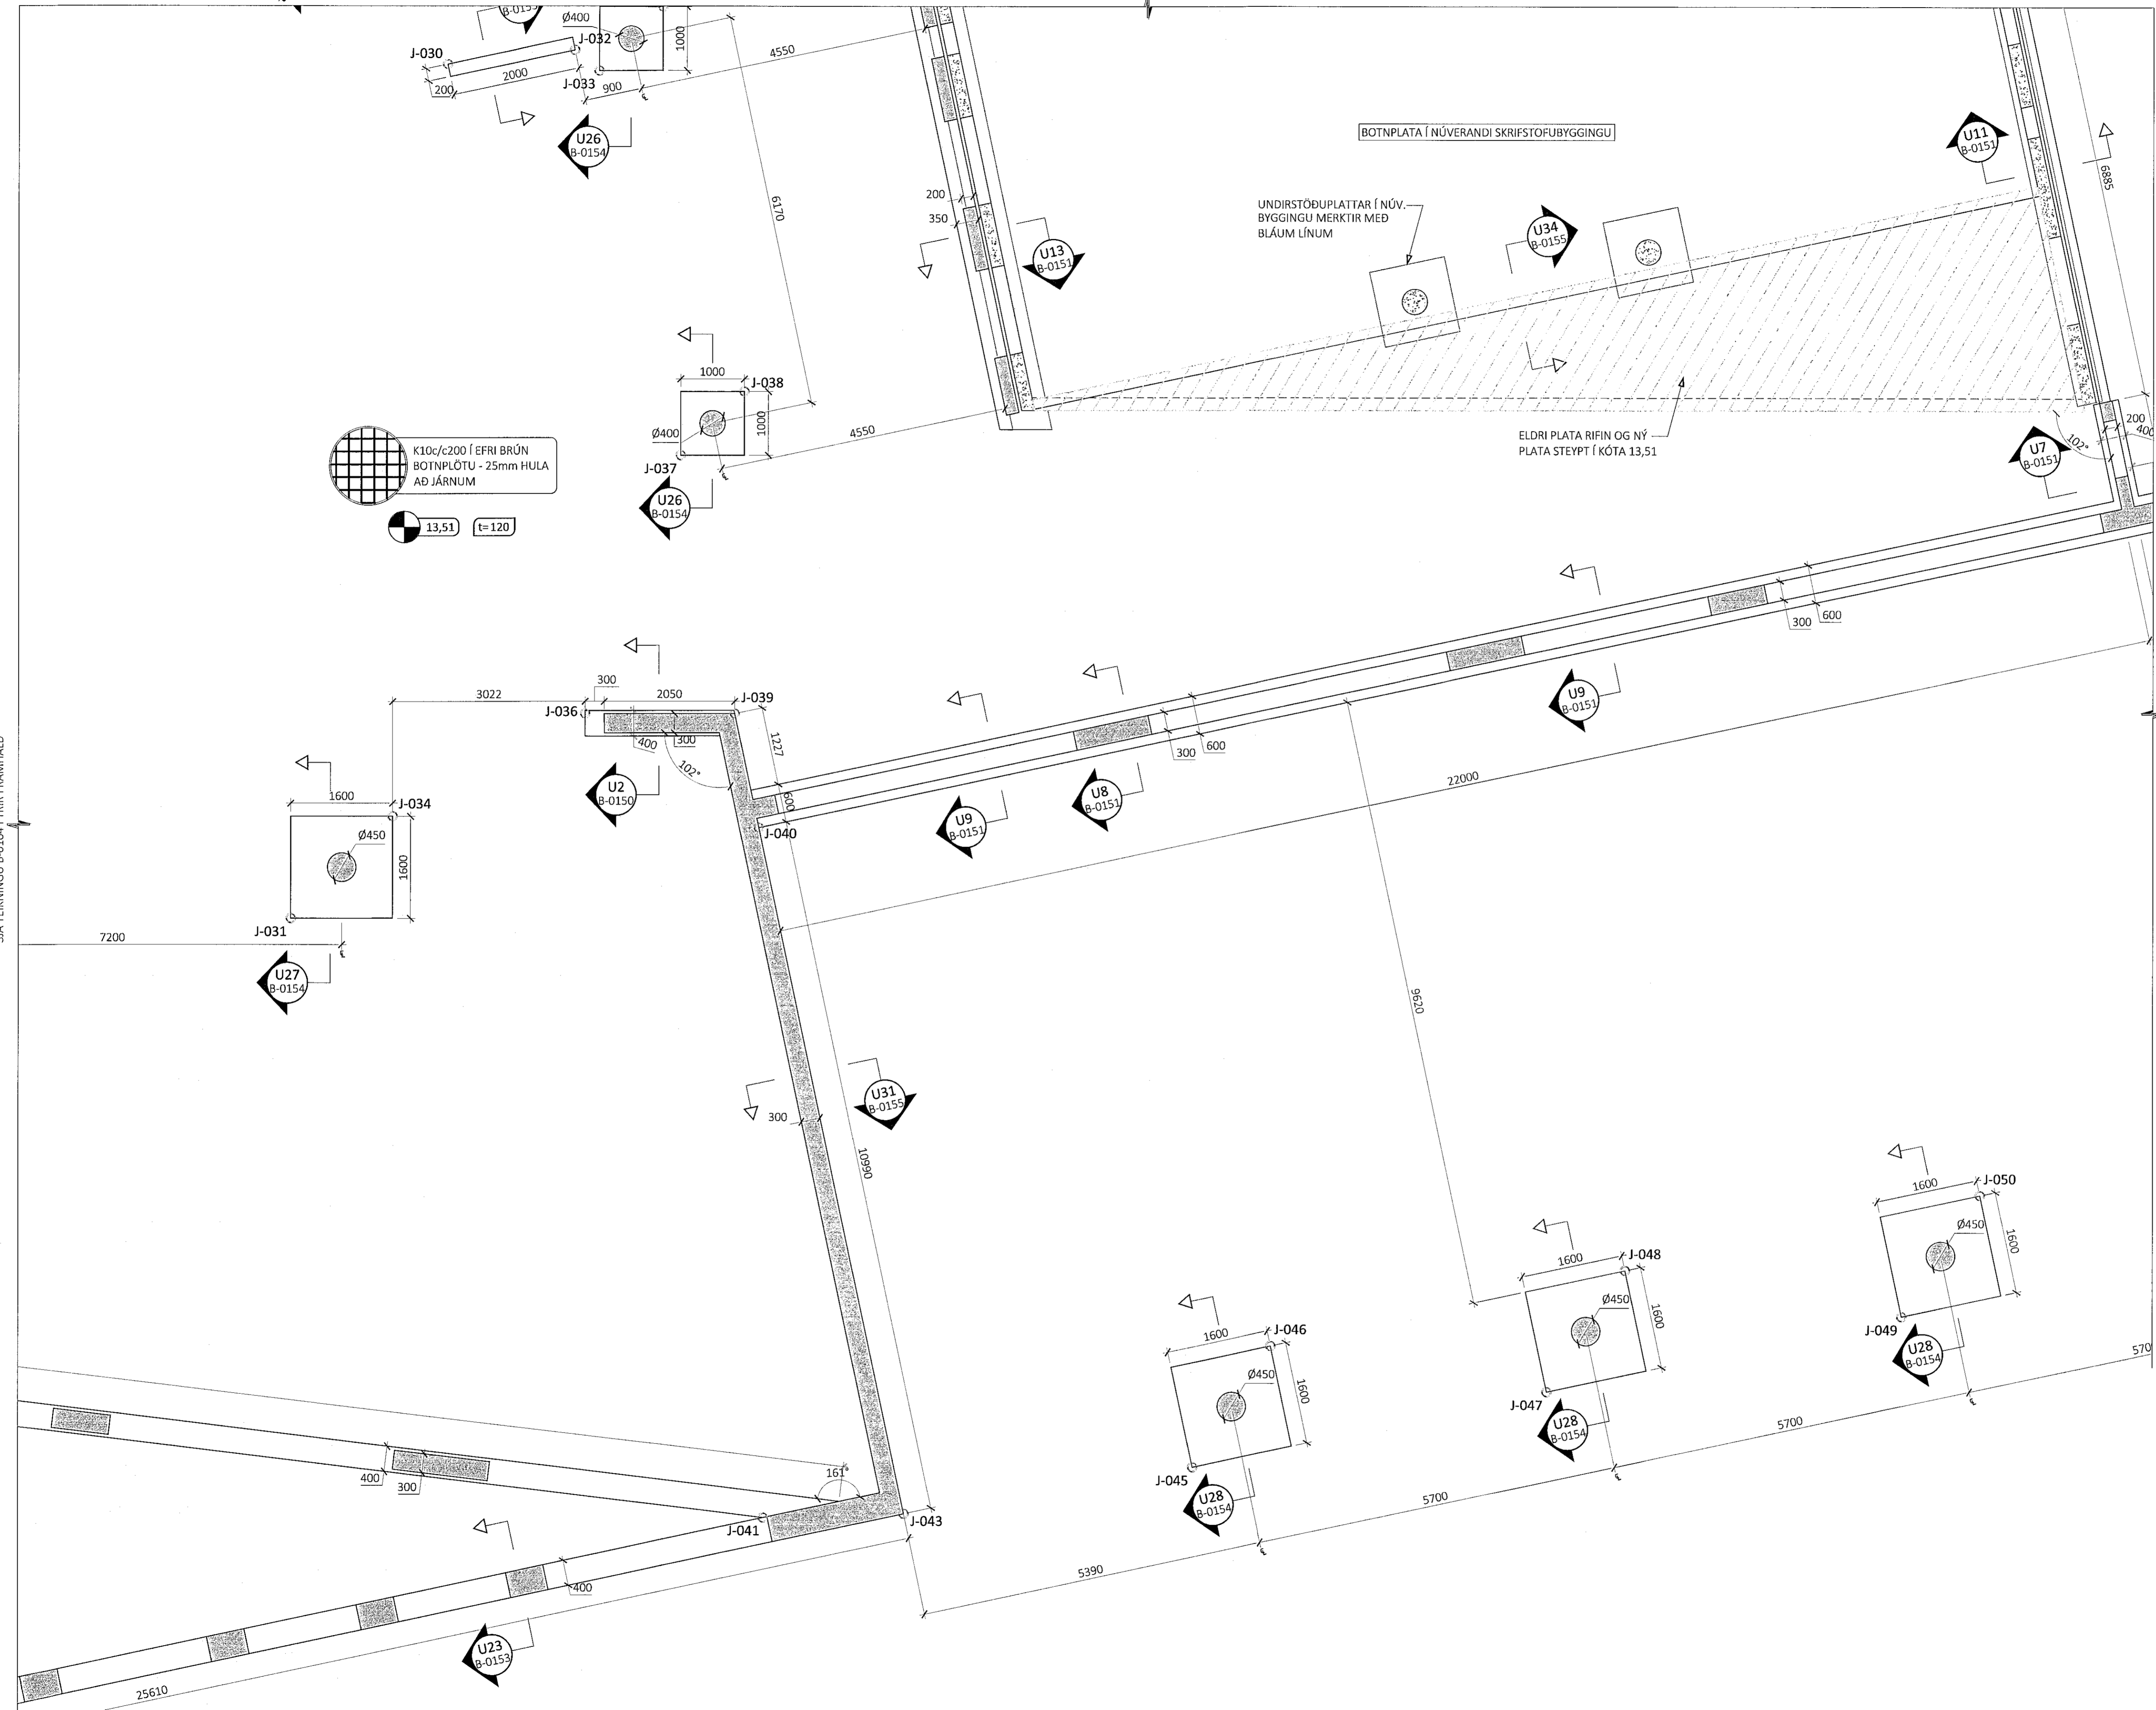 B-0153
Ø400
J-032
1000
4550
J-030
2000
200
J-033
900
U26
B-0154
BOTNPLATA Í NÚVERANDI SKRIFSTOFUBYGGINGU
U11
B-0151
6885
6170
200
350
UNDIRSTÖÐUPLATTAR Í NÚV.
BYGGINGU MERKTIR MEÐ
BLÁUM LÍNUM
U34
B-0155
U13
B-0151
1000
J-038
1000
Ø400
4550
J-037
U26
B-0154
K10c/c200 Í EFRI BRÚN
BOTNPLÖTU - 25mm HULA
AÐ JÁRNUM
13,51
t=120
ELDRI PLATA RIFIN OG NÝ
PLATA STEYPT Í KÓTA 13,51
200
400
102°
U7
B-0151
300
600
U9
B-0151
3022
300
2050
J-039
J-036
400
300
1227
102°
U2
B-0150
300
600
22000
600
J-040
U9
B-0151
U8
B-0151
1600
J-034
Ø450
1600
J-031
7200
U27
B-0154
9620
U31
B-0155
300
10990
1600
J-050
Ø450
1600
J-049
U28
B-0154
570
1600
J-048
Ø450
1600
J-047
U28
B-0154
5700
1600
J-046
Ø450
1600
J-045
U28
B-0154
5700
400
300
161°
J-041
J-043
400
5390
U23
B-0153
25610